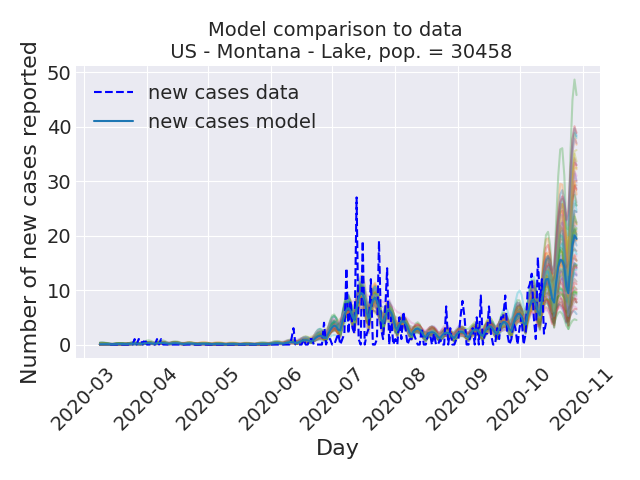 Model comparison to data
US - Montana - Lake, pop. = 30458
Number of new cases reported
50
40
30
20
10
0
new cases data
new cases model
2020-03
2020-04
2020-05
2020-06
2020-07
2020-08
2020-09
2020-10
2020-11
Day